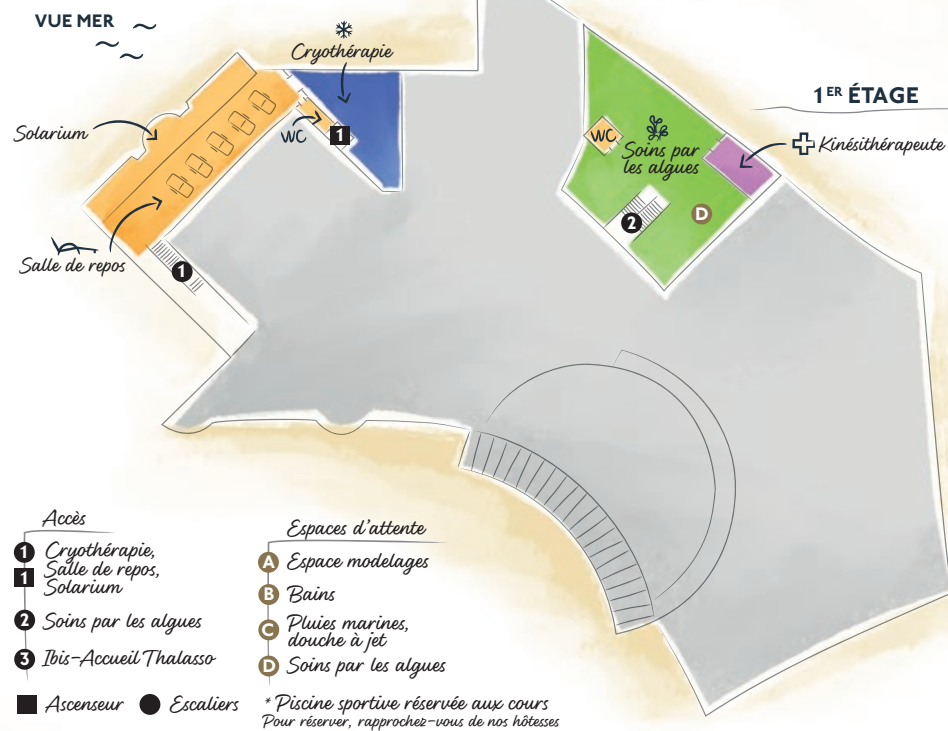 VUE MER
Cryothérapie
1ER ÉTAGE
Solarium
WC
1
WC
Soins par
les algues
Kinésithérapeute
D
2
Salle de repos
1
Accès
1 Cryothérapie,
1 Salle de repos,
Solarium
2 Soins par les algues
3 Ibis-Accueil Thalasso
Ascenseur
Escaliers
Espaces d'attente
A Espace modelages
B Bains
C Pluies marines,
douche à jet
D Soins par les algues
* Piscine sportive réservée aux cours
Pour réserver, rapprochez-vous de nos hôtesses